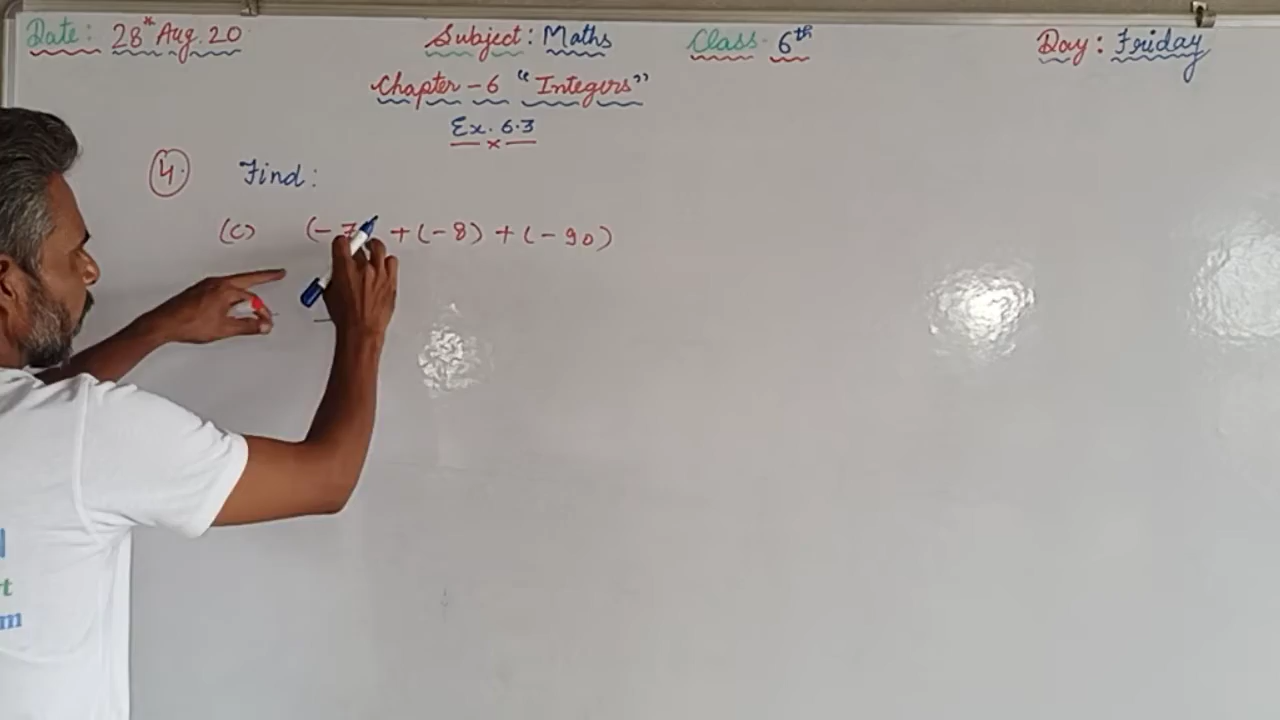 Date: 28th Aug. 20 Subject: Maths Class- 6th Day: Friday
Chapter-6 "Integers"
Ex. 6.3
4. Find:
(c) (-7 +(-8)+(-90)
t
m